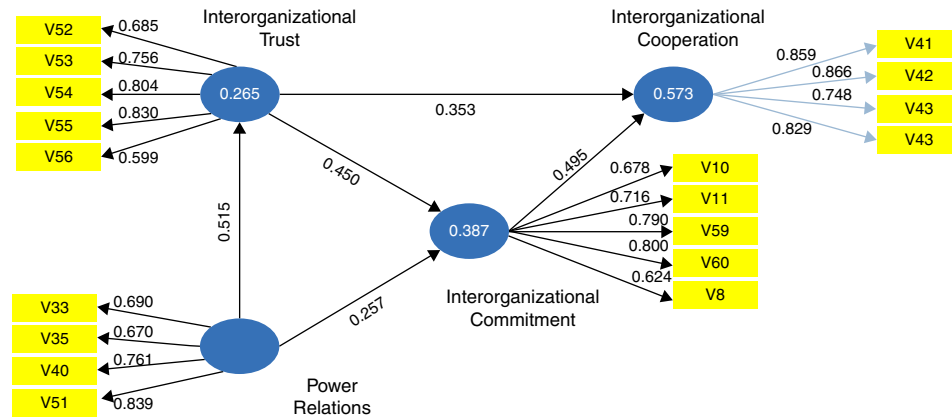 Interorganizational
Trust
Interorganizational
Cooperation
V52
0.685
V53
0.756
V54
0.804
V55
0.830
V56
0.599
0.265
0.353
0.573
0.859
V41
0.866
V42
0.748
V43
0.829
V43
0.450
0.495
0.515
0.387
0.678
V10
0.716
V11
0.790
V59
0.800
V60
0.624
V8
Interorganizational
Commitment
0.257
V33
0.690
V35
0.670
V40
0.761
V51
0.839
Power
Relations